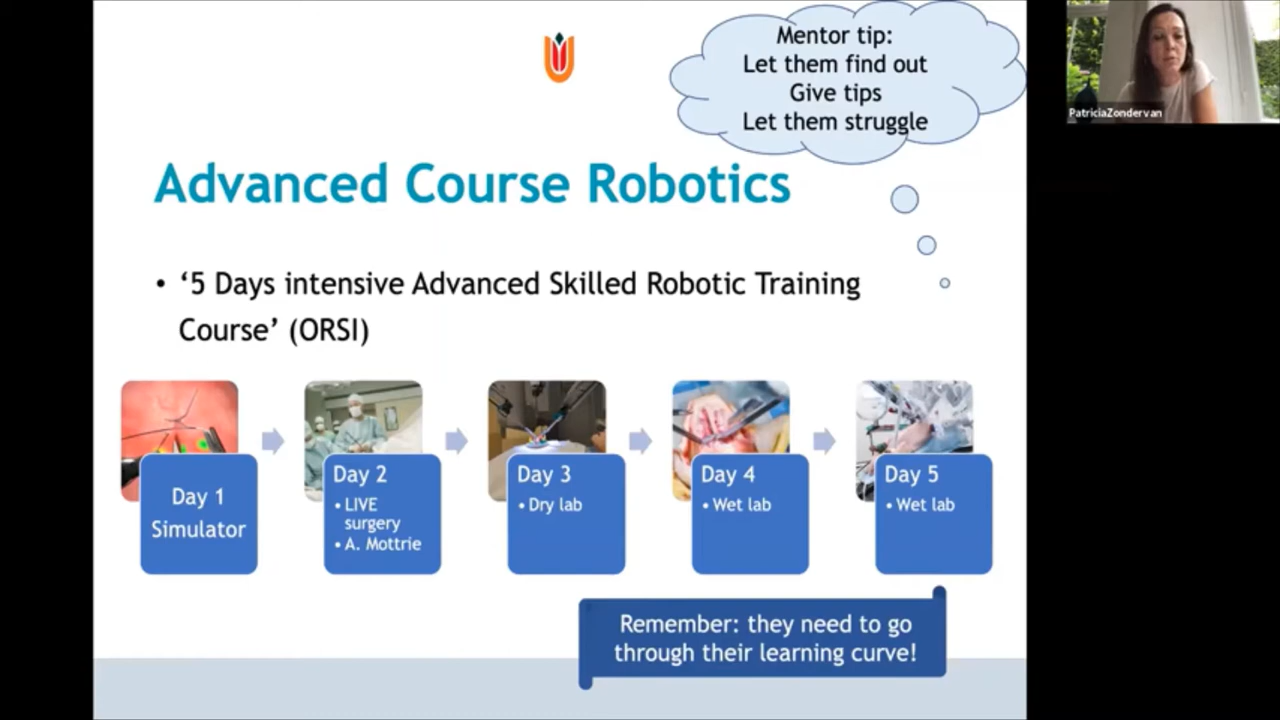 Mentor tip:
Let them find out
Give tips
Let them struggle
PatriciaZondervan
Advanced Course Robotics
• ‘5 Days intensive Advanced Skilled Robotic Training
Course’ (ORSI)
Day 1
Simulator
Day 2
• LIVE
surgery
• A. Mottrie
Day 3
• Dry lab
Day 4
• Wet lab
Day 5
• Wet lab
Remember: they need to go
through their learning curve!